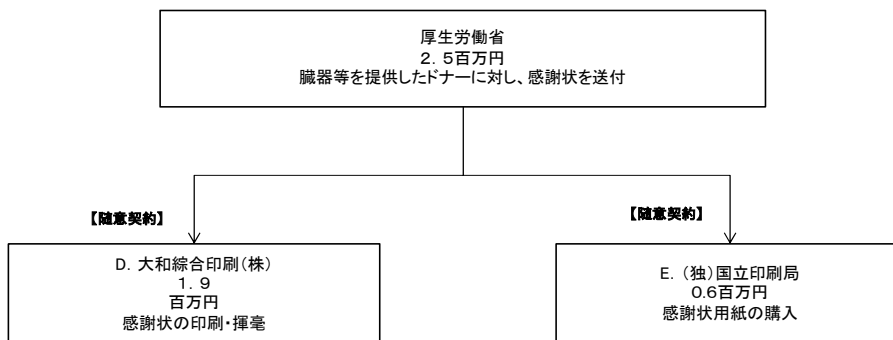 厚生労働省
２．５百万円
臓器等を提供したドナーに対し、感謝状を送付
【随意契約】
【随意契約】
D．大和綜合印刷（株）
１．９
百万円
感謝状の印刷・揮毫
E．（独）国立印刷局
０．６百万円
感謝状用紙の購入